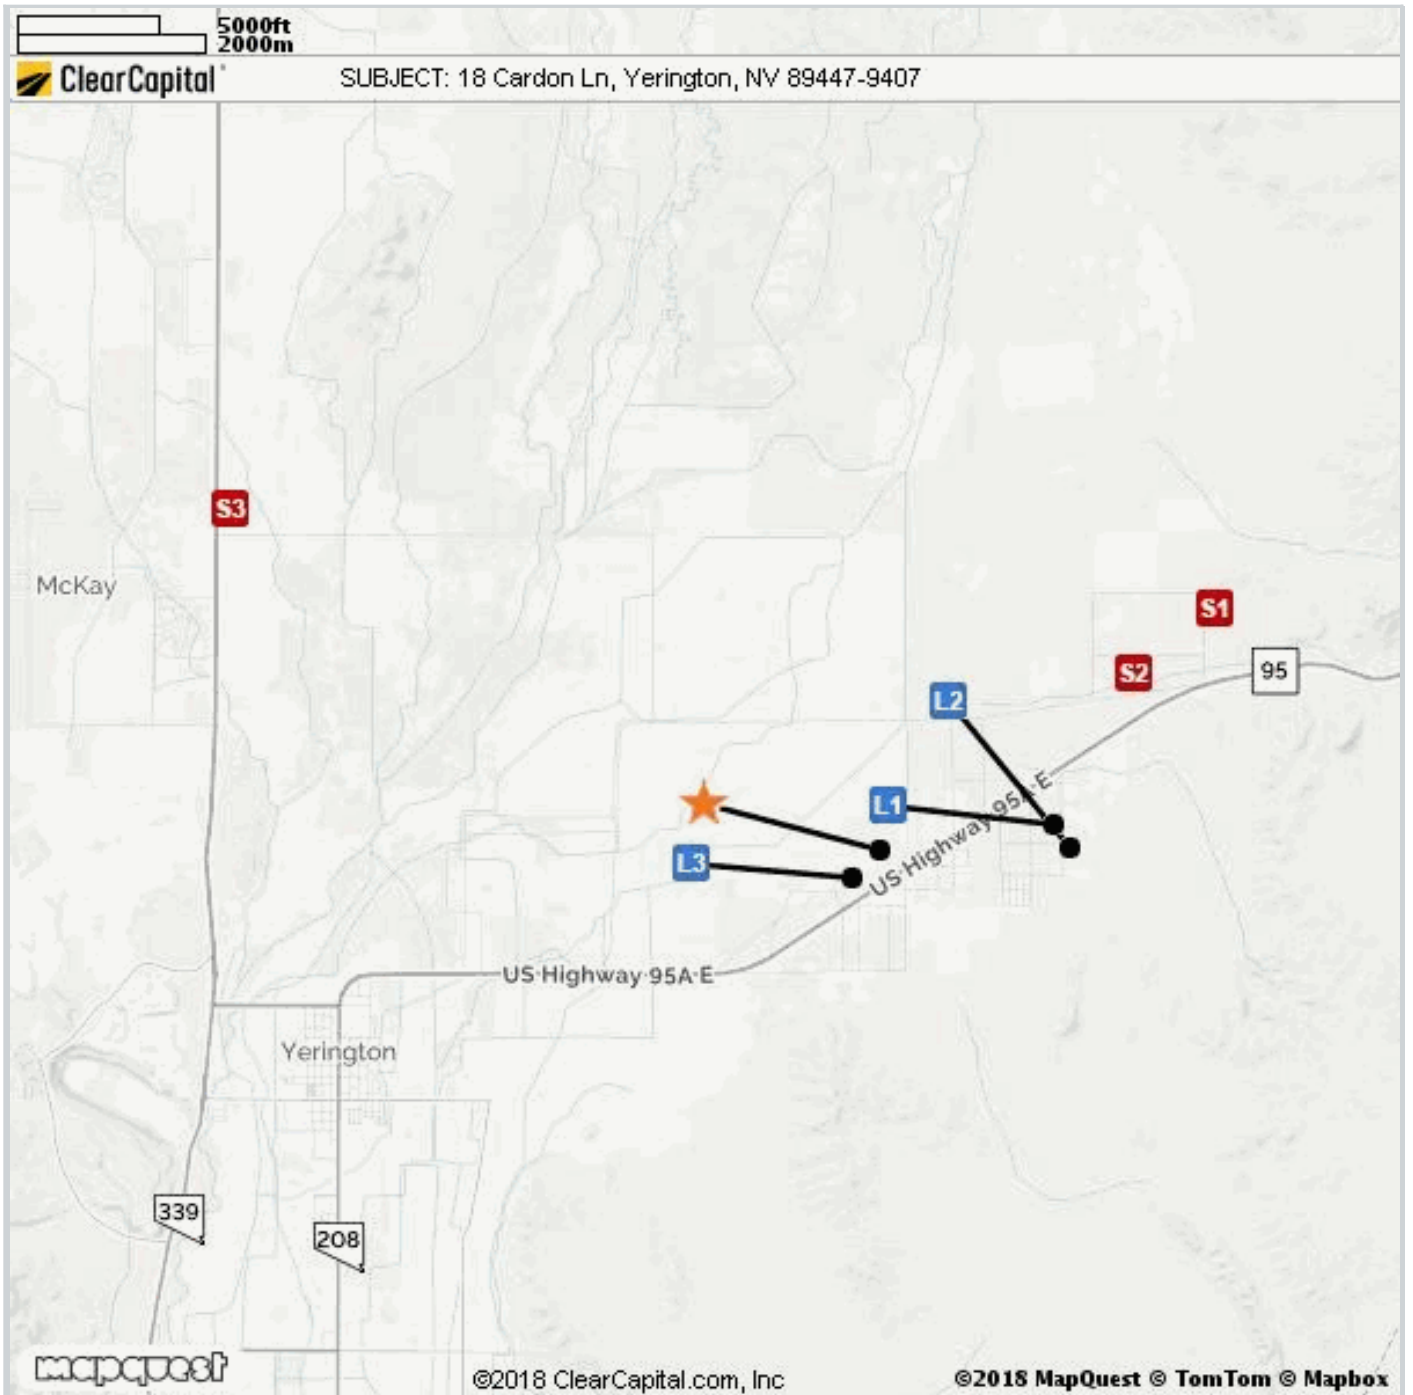 5000ft
2000m
ClearCapital
SUBJECT: 18 Cardon Ln, Yerington, NV 89447-9407
S3
McKay
S1
S2
95
L2
L1
L3
US Highway 95A E
US Highway 95A E
Yerington
339
208
mapquest
©2018 ClearCapital.com, Inc
©2018 MapQuest © TomTom © Mapbox